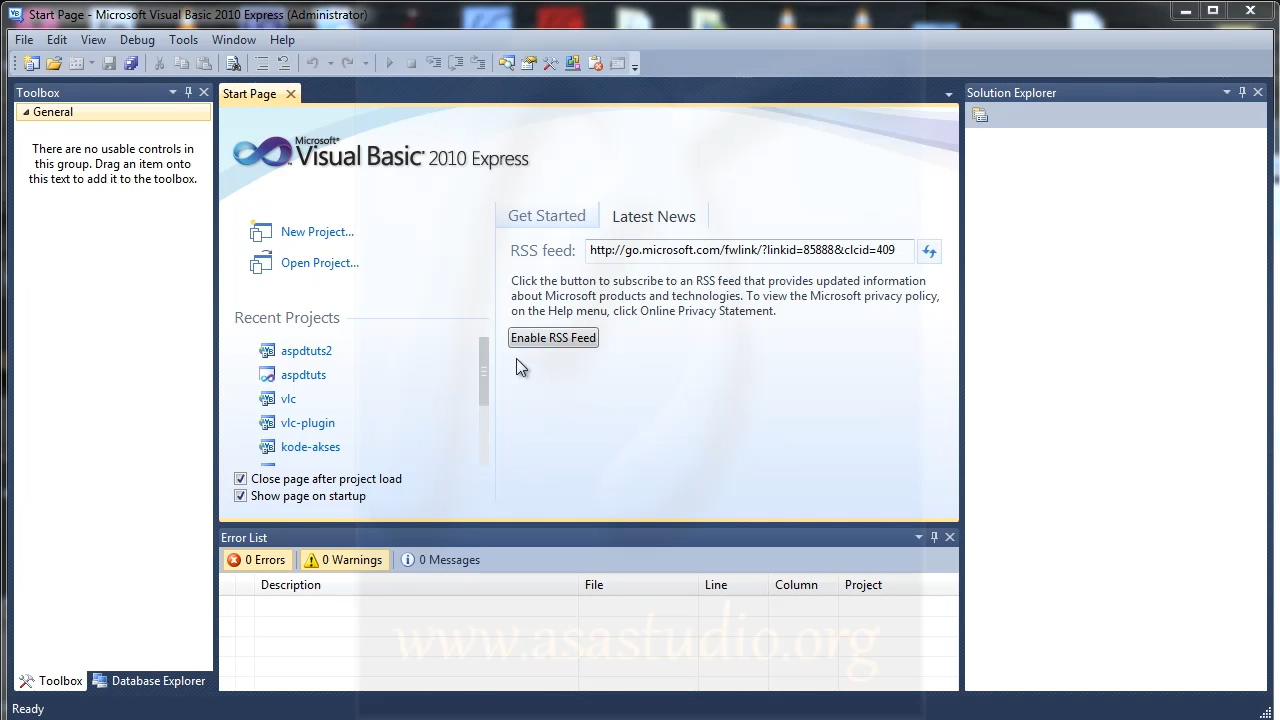 Start Page - Microsoft Visual Basic 2010 Express (Administrator)
File Edit View Debug Tools Window Help
Toolbox
General
There are no usable controls in
this group. Drag an item onto
this text to add it to the toolbox.
Toolbox
Database Explorer
Start Page
Microsoft®
Visual Basic® 2010 Express
New Project...
Open Project...
Recent Projects
aspdtuts2
aspdtuts
vlc
vlc-plugin
kode-akses
Close page after project load
Show page on startup
Get Started
Latest News
RSS feed: http://go.microsoft.com/fwlink/?linkid=85888&clcid=409
Click the button to subscribe to an RSS feed that provides updated information
about Microsoft products and technologies. To view the Microsoft privacy policy,
on the Help menu, click Online Privacy Statement.
Enable RSS Feed
Solution Explorer
Error List
0 Errors
0 Warnings
0 Messages
Description File Line Column Project
www.asastudio.org
Ready